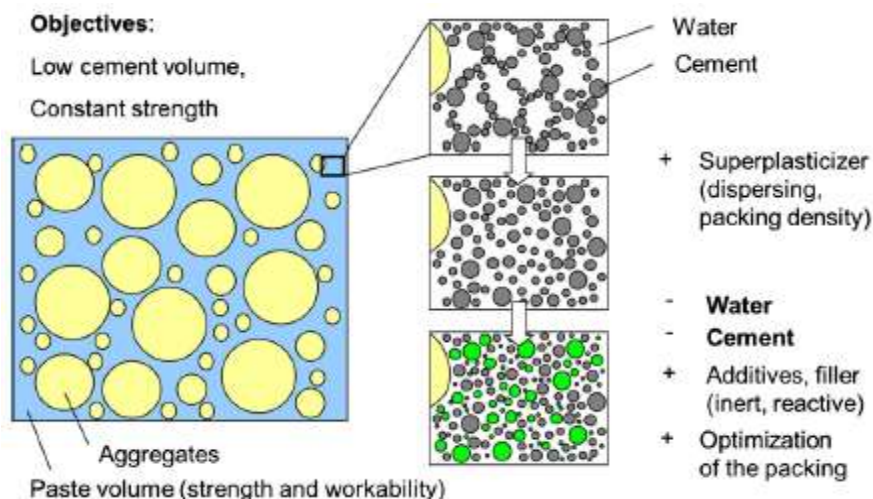 Objectives:
Low cement volume,
Constant strength
Water
Cement
+ Superplasticizer
(dispersing,
packing density)
- Water
- Cement
+ Additives, filler
(inert, reactive)
+ Optimization
of the packing
Aggregates
Paste volume (strength and workability)